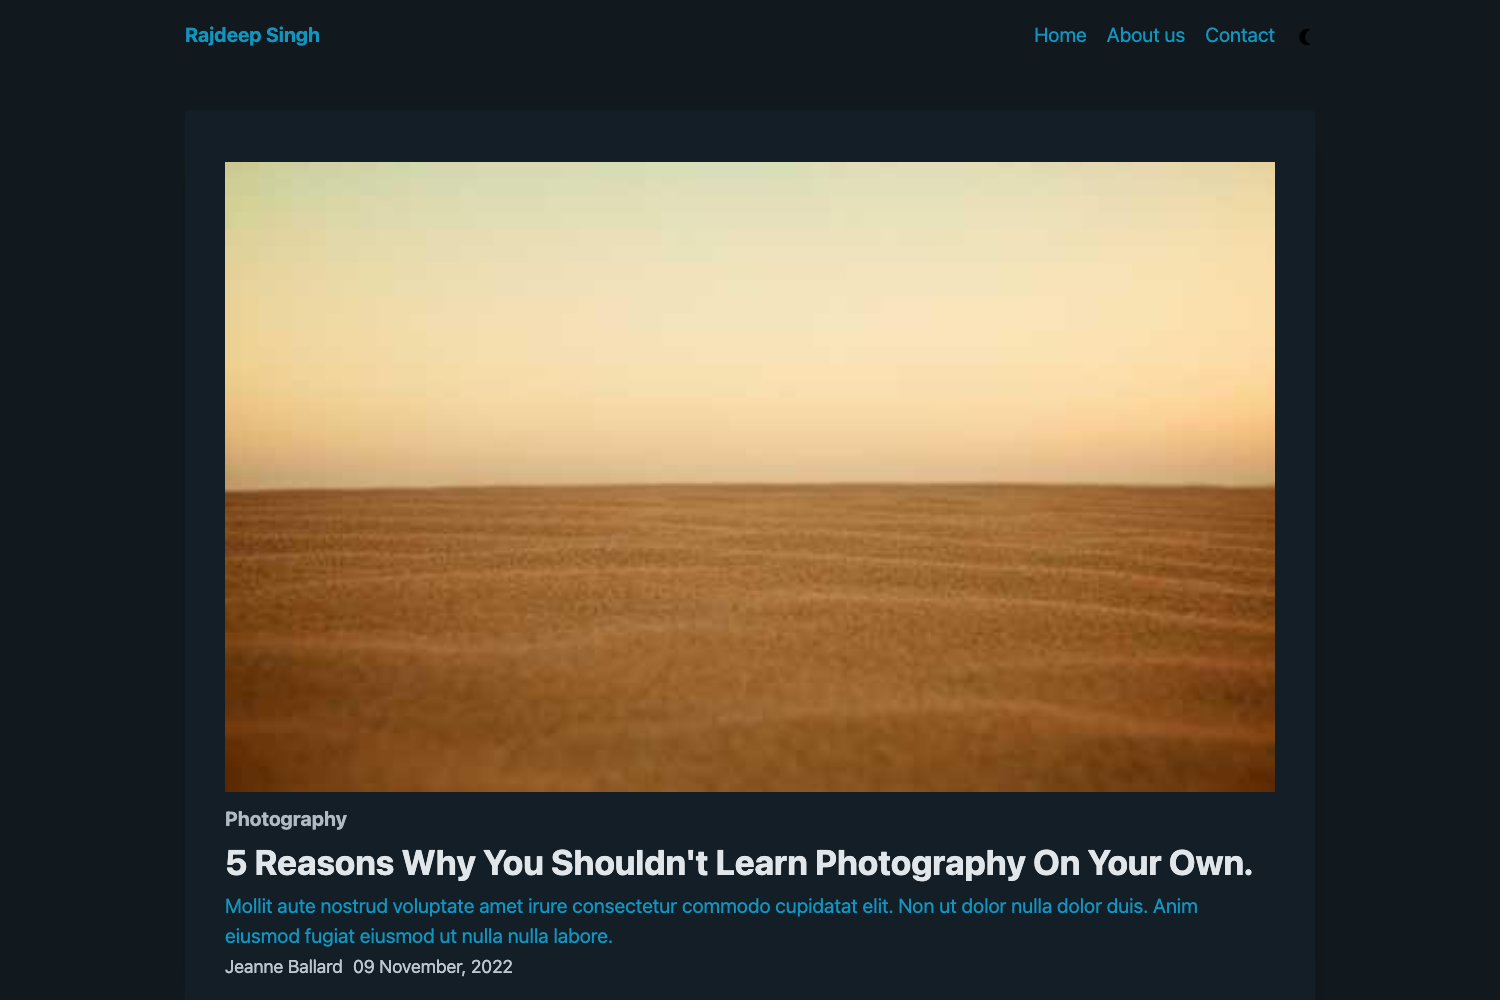 Rajdeep Singh
Home About us Contact
Photography
5 Reasons Why You Shouldn't Learn Photography On Your Own.
Mollit aute nostrud voluptate amet irure consectetur commodo cupidatat elit. Non ut dolor nulla dolor duis. Anim
eiusmod fugiat eiusmod ut nulla nulla labore.
Jeanne Ballard 09 November, 2022